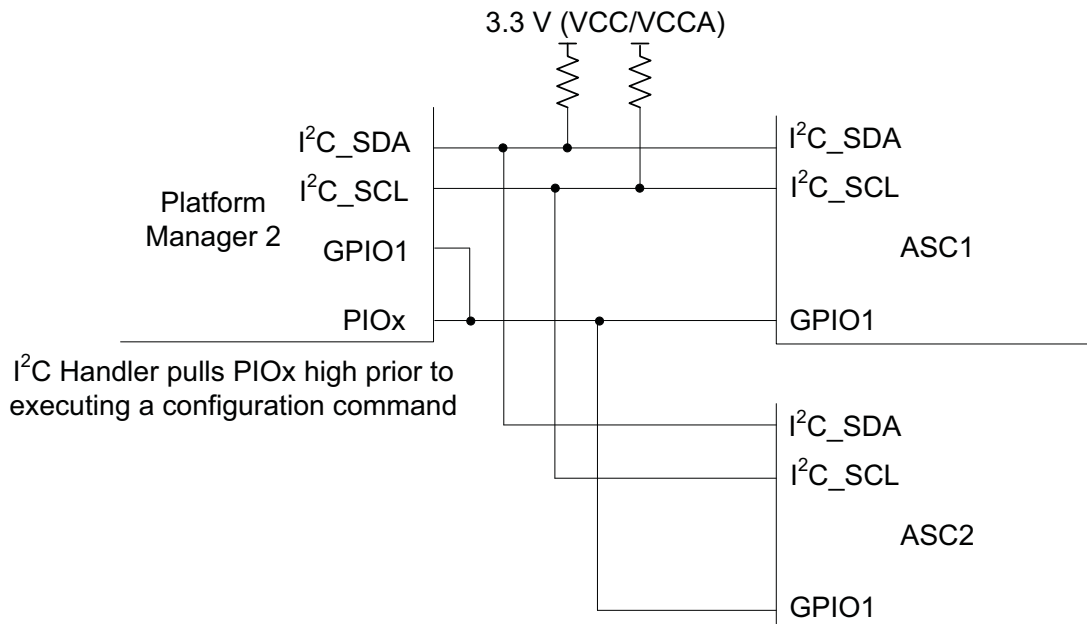 3.3 V (VCC/VCCA)
I²C_SDA
I²C_SCL
Platform
Manager 2
GPIO1
PIOx
I²C Handler pulls PIOx high prior to
executing a configuration command
I²C_SDA
I²C_SCL
ASC1
GPIO1
I²C_SDA
I²C_SCL
ASC2
GPIO1